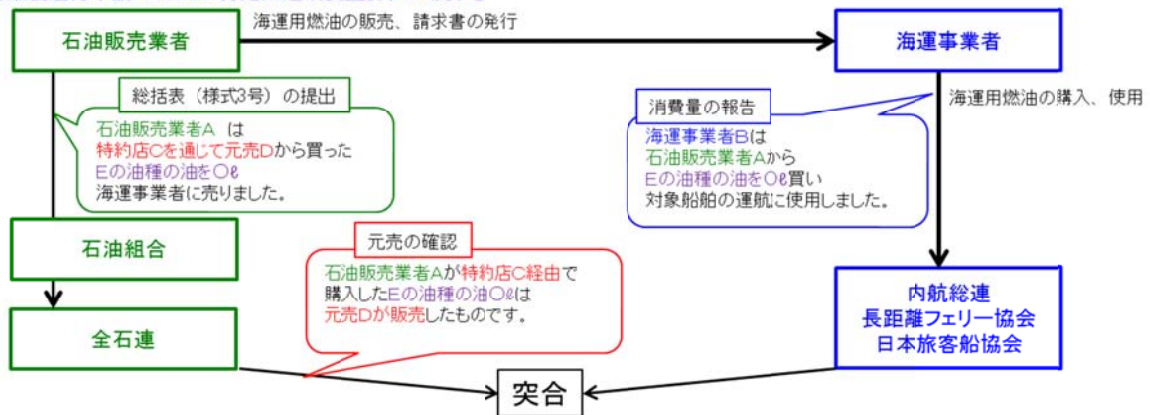 海運用燃油の販売、請求書の発行
石油販売業者
海運事業者
総括表（様式3号）の提出
石油販売業者A は
特約店Cを通じて元売Dから買った
Eの油種の油を〇ℓ
海運事業者に売りました。
消費量の報告
海運事業者Bは
石油販売業者Aから
Eの油種の油を〇ℓ買い
対象船舶の運航に使用しました。
海運用燃油の購入、使用
石油組合
元売の確認
石油販売業者Aが特約店C経由で
購入したEの油種の油〇ℓは
元売Dが販売したものです。
全石連
内航総連
長距離フェリー協会
日本旅客船協会
突合